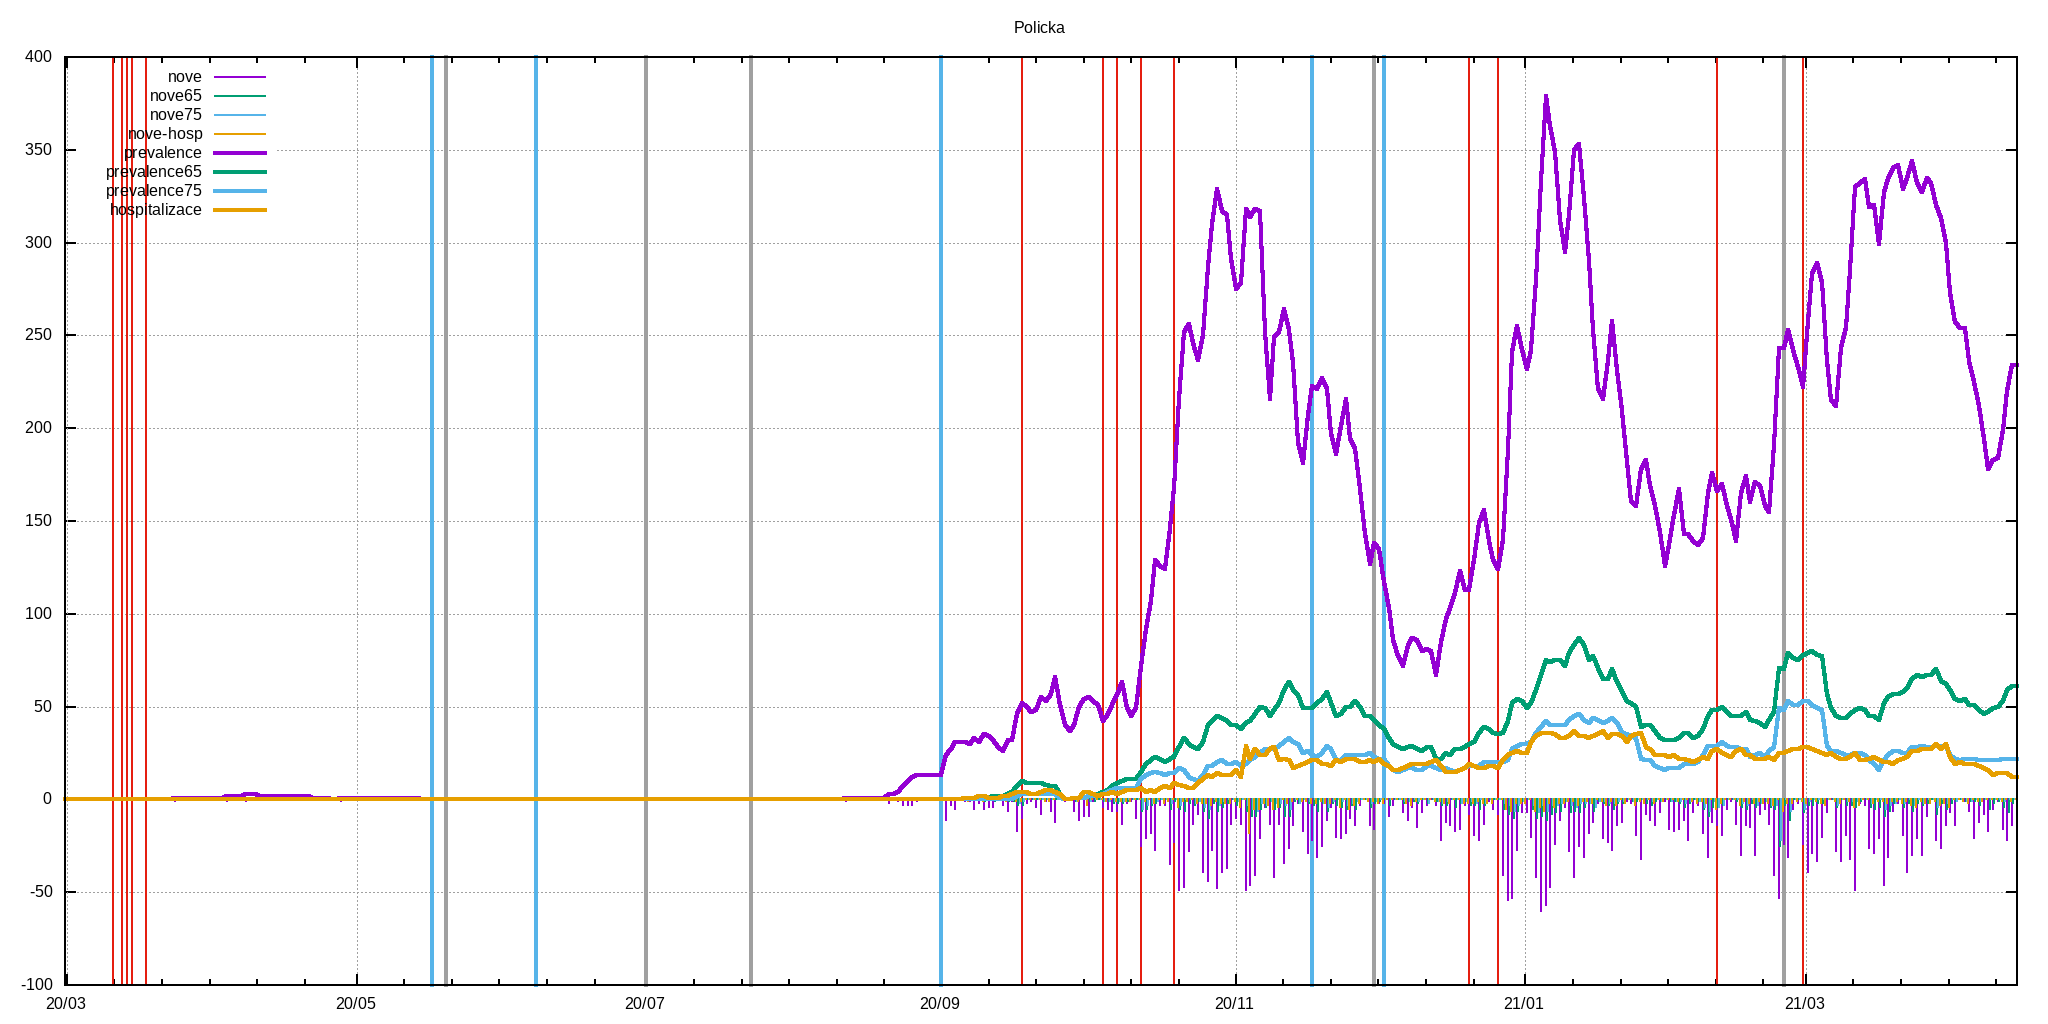 Policka
400
nove
nove65
nove75
nove-hosp
350
prevalence
prevalence65
prevalence75
hospitalizace
300
250
200
150
100
50
0
-50
-100
20/03 20/05 20/07 20/09 20/11 21/01 21/03